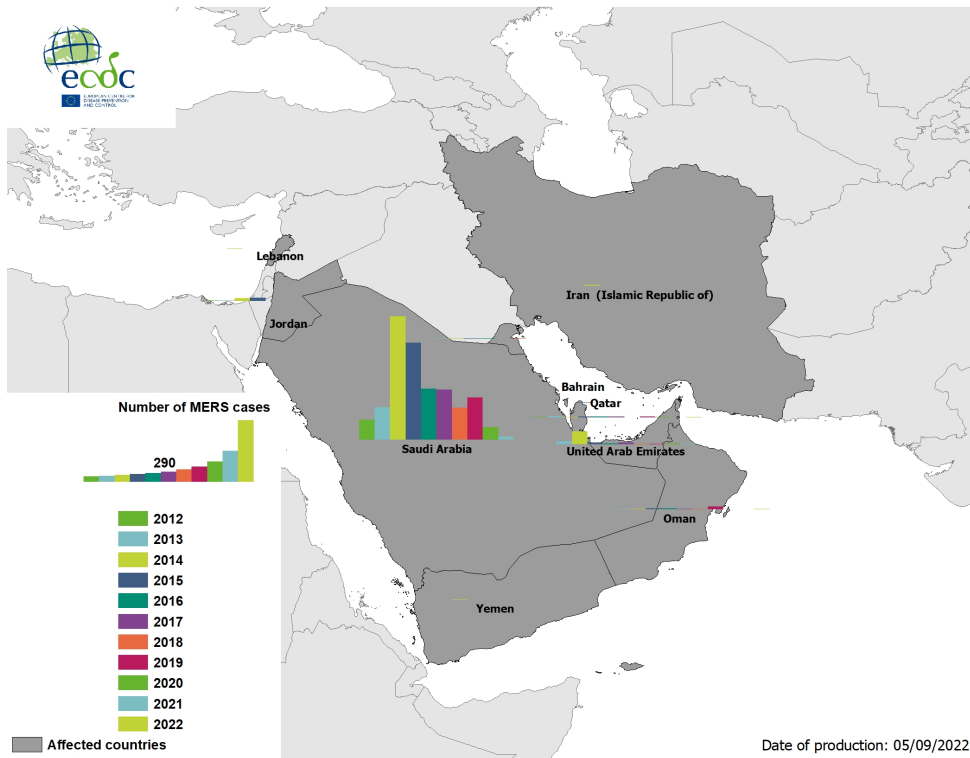 ecdc
EUROPEAN CENTRE FOR
DISEASE PREVENTION
AND CONTROL
Lebanon
Iran (Islamic Republic of)
Jordan
Bahrain
Qatar
Saudi Arabia
United Arab Emirates
Oman
Yemen
Number of MERS cases
290
2012
2013
2014
2015
2016
2017
2018
2019
2020
2021
2022
Affected countries
Date of production: 05/09/2022